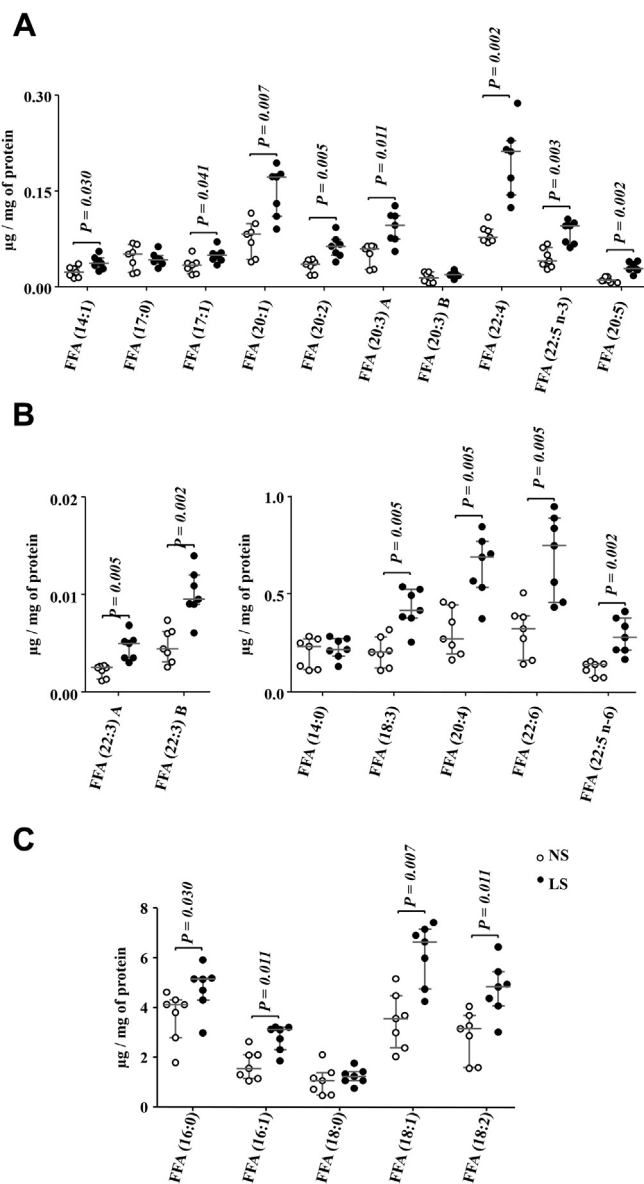 A
P = 0.030
P = 0.041
P = 0.007
P = 0.005
P = 0.011
P = 0.002
P = 0.003
P = 0.002
µg / mg of protein
0.30
0.15
0.00
FFA (14:1)
FFA (17:0)
FFA (17:1)
FFA (20:1)
FFA (20:2)
FFA (20:3) A
FFA (20:3) B
FFA (22:4)
FFA (22:5 n-3)
FFA (20:5)
B
P = 0.005
P = 0.002
µg / mg of protein
0.02
0.01
0.00
FFA (22:3) A
FFA (22:3) B
P = 0.005
P = 0.005
P = 0.005
P = 0.002
µg / mg of protein
1.0
0.5
0.0
FFA (14:0)
FFA (18:3)
FFA (20:4)
FFA (22:6)
FFA (22:5 n-6)
C
NS
LS
P = 0.030
P = 0.011
P = 0.007
P = 0.011
µg / mg of protein
8
6
4
2
0
FFA (16:0)
FFA (16:1)
FFA (18:0)
FFA (18:1)
FFA (18:2)